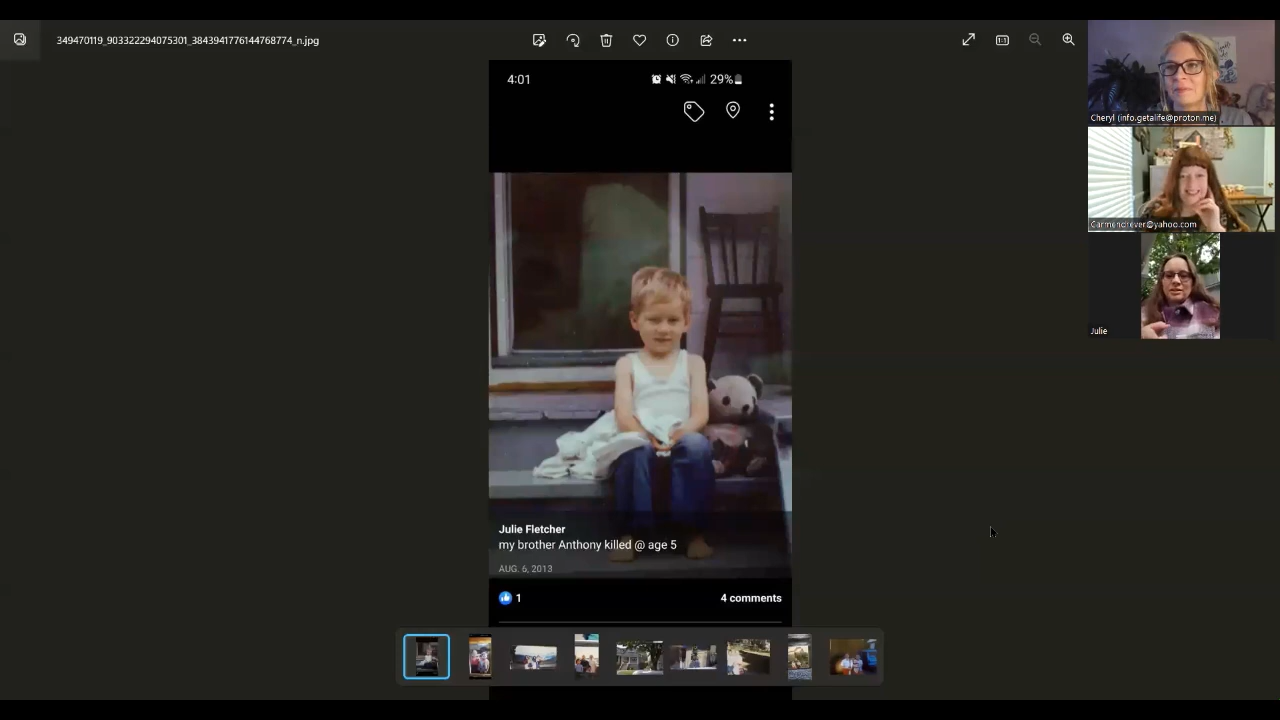 349470119_903322294075301_3843941776144768774_n.jpg
4:01
29%
Cheryl (info.getalife@proton.me)
Carmendrever@yahoo.com
Julie
Julie Fletcher
my brother Anthony killed @ age 5
AUG. 6, 2013
1
4 comments